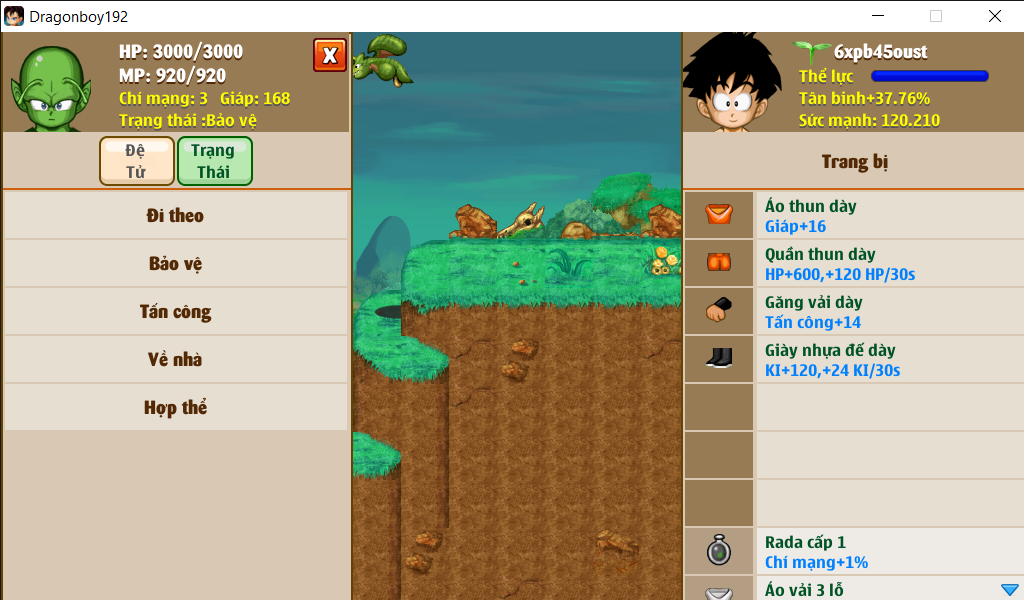 Dragonboy192
HP: 3000/3000
MP: 920/920
Chí mạng: 3 Giáp: 168
Trạng thái :Bảo vệ
X
Đệ
Tử
Trạng
Thái
Đi theo
Bảo vệ
Tấn công
Về nhà
Hợp thể
6xpb45oust
Thể lực
Tân binh+37.76%
Sức mạnh: 120.210
Trang bị
Áo thun dày
Giáp+16
Quần thun dày
HP+600,+120 HP/30s
Găng vải dày
Tấn công+14
Giày nhựa đế dày
KI+120,+24 KI/30s
Rada cấp 1
Chí mạng+1%
Áo vải 3 lỗ